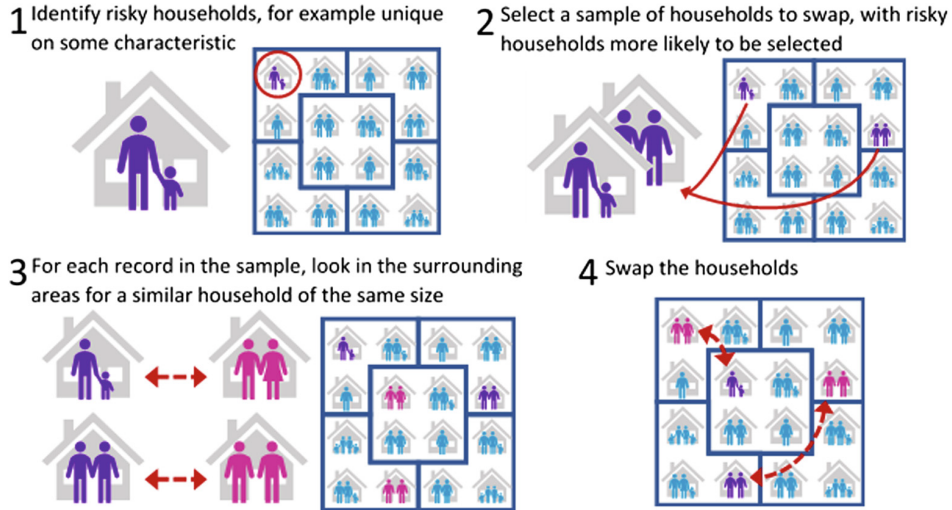 1 Identify risky households, for example unique
on some characteristic
2 Select a sample of households to swap, with risky
households more likely to be selected
3 For each record in the sample, look in the surrounding
areas for a similar household of the same size
4 Swap the households